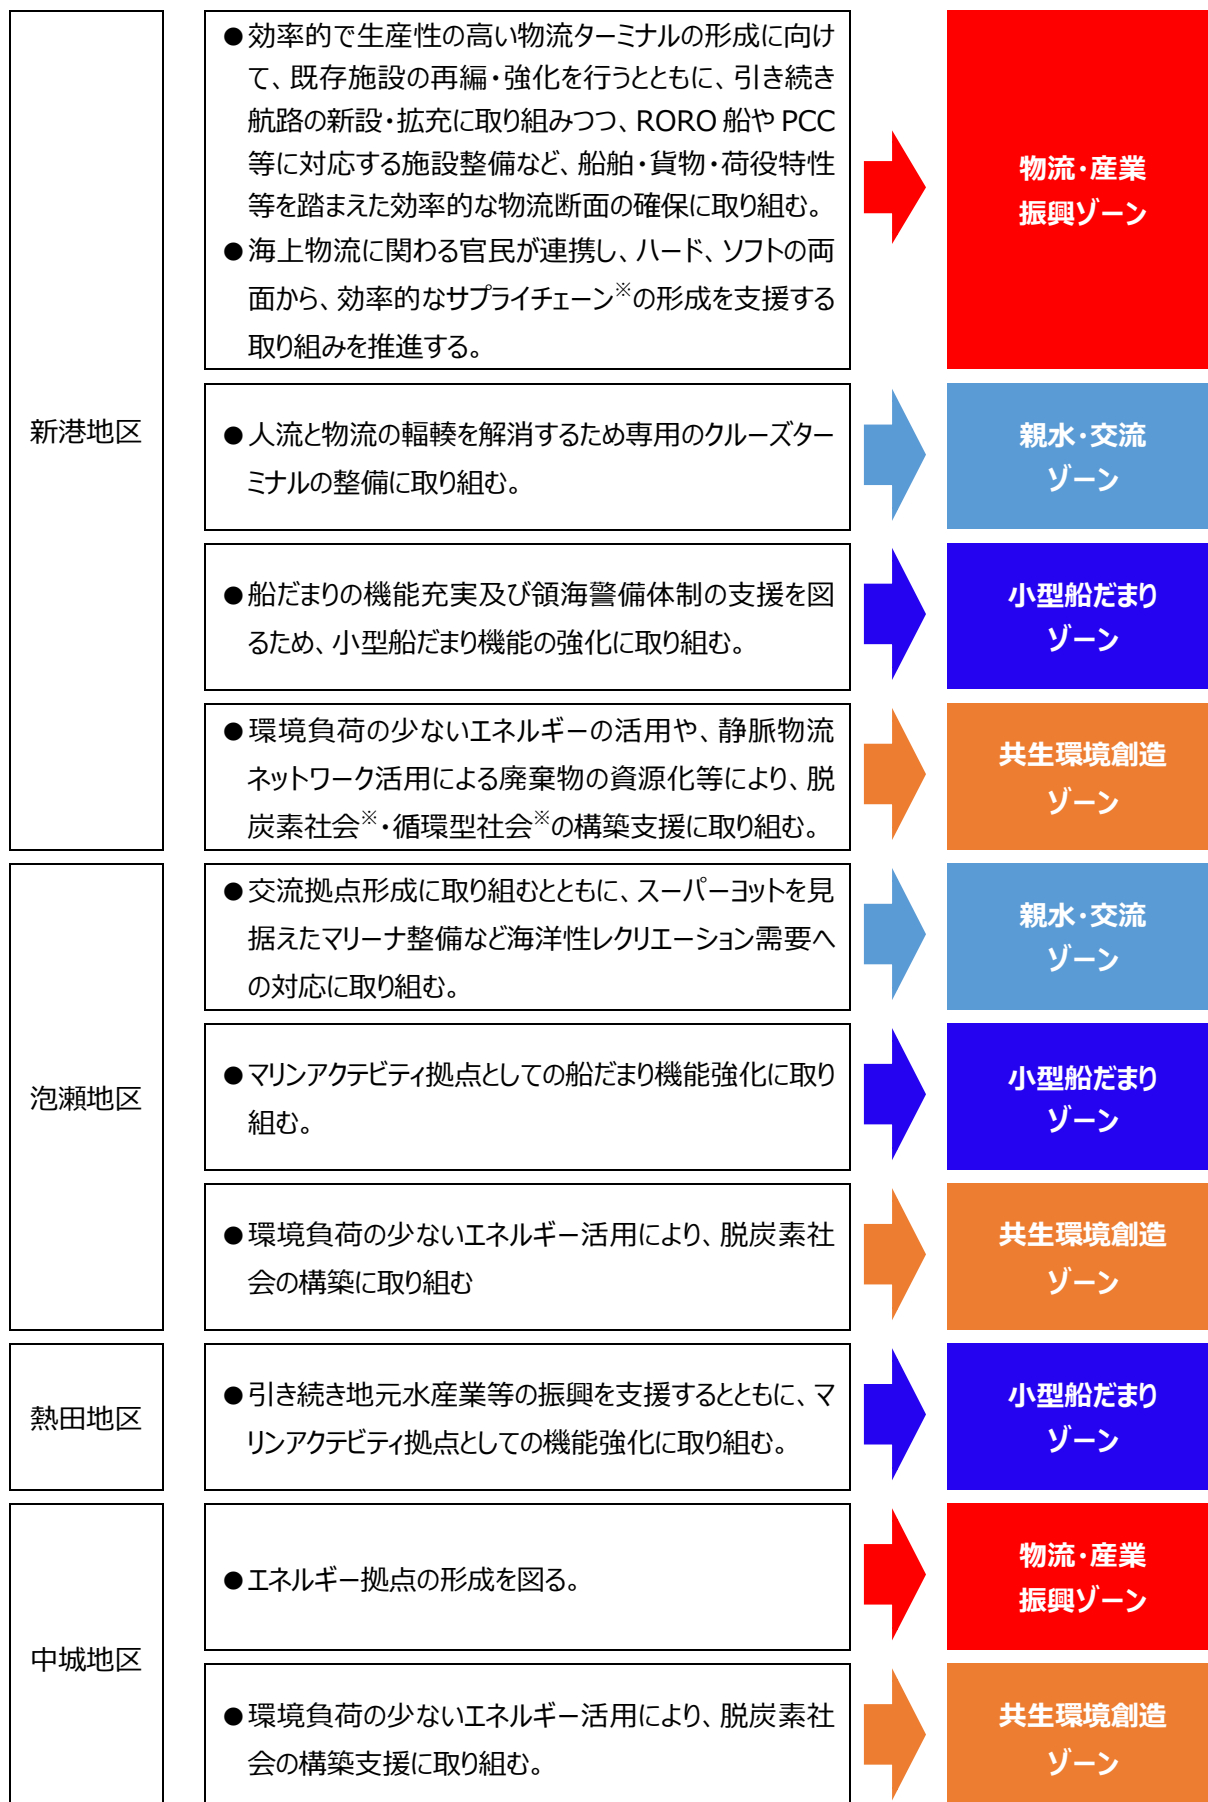 新港地区
●効率的で生産性の高い物流ターミナルの形成に向け
て、既存施設の再編・強化を行うとともに、引き続き
航路の新設・拡充に取り組みつつ、RORO 船や PCC
等に対応する施設整備など、船舶・貨物・荷役特性
等を踏まえた効率的な物流断面の確保に取り組む。
●海上物流に関わる官民が連携し、ハード、ソフトの両
面から、効率的なサプライチェーン※の形成を支援する
取り組みを推進する。
物流・産業
振興ゾーン
●人流と物流の輻輳を解消するため専用のクルーズター
ミナルの整備に取り組む。
親水・交流
ゾーン
●船だまりの機能充実及び領海警備体制の支援を図
るため、小型船だまり機能の強化に取り組む。
小型船だまり
ゾーン
●環境負荷の少ないエネルギーの活用や、静脈物流
ネットワーク活用による廃棄物の資源化等により、脱
炭素社会※・循環型社会※の構築支援に取り組む。
共生環境創造
ゾーン
泡瀬地区
●交流拠点形成に取り組むとともに、スーパーヨットを見
据えたマリーナ整備など海洋性レクリエーション需要へ
の対応に取り組む。
親水・交流
ゾーン
●マリンアクテビティ拠点としての船だまり機能強化に取り
組む。
小型船だまり
ゾーン
●環境負荷の少ないエネルギー活用により、脱炭素社
会の構築に取り組む
共生環境創造
ゾーン
熱田地区
●引き続き地元水産業等の振興を支援するとともに、マ
リンアクテビティ拠点としての機能強化に取り組む。
小型船だまり
ゾーン
中城地区
●エネルギー拠点の形成を図る。
物流・産業
振興ゾーン
●環境負荷の少ないエネルギー活用により、脱炭素社
会の構築支援に取り組む。
共生環境創造
ゾーン